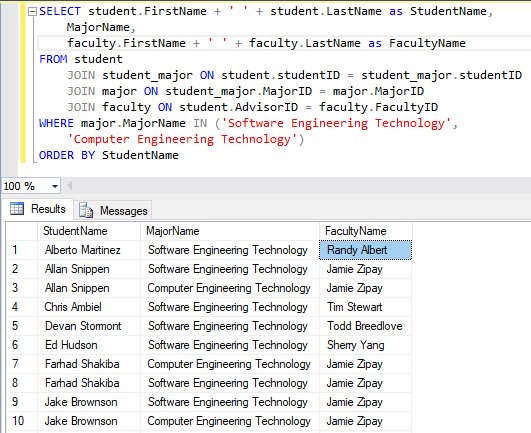 SELECT student.FirstName + ' ' + student.LastName as StudentName,
MajorName,
faculty.FirstName + ' ' + faculty.LastName as FacultyName
FROM student
JOIN student_major ON student.studentID = student_major.studentID
JOIN major ON student_major.MajorID = major.MajorID
JOIN faculty ON student.AdvisorID = faculty.FacultyID
WHERE major.MajorName IN ('Software Engineering Technology',
'Computer Engineering Technology')
ORDER BY StudentName
100 %
Results Messages
StudentName MajorName FacultyName
1 Alberto Martinez Software Engineering Technology Randy Albert
2 Allan Snippen Software Engineering Technology Jamie Zipay
3 Allan Snippen Computer Engineering Technology Jamie Zipay
4 Chris Ambiel Software Engineering Technology Tim Stewart
5 Devan Stormont Software Engineering Technology Todd Breedlove
6 Ed Hudson Software Engineering Technology Sherry Yang
7 Farhad Shakiba Computer Engineering Technology Jamie Zipay
8 Farhad Shakiba Software Engineering Technology Jamie Zipay
9 Jake Brownson Software Engineering Technology Jamie Zipay
10 Jake Brownson Computer Engineering Technology Jamie Zipay